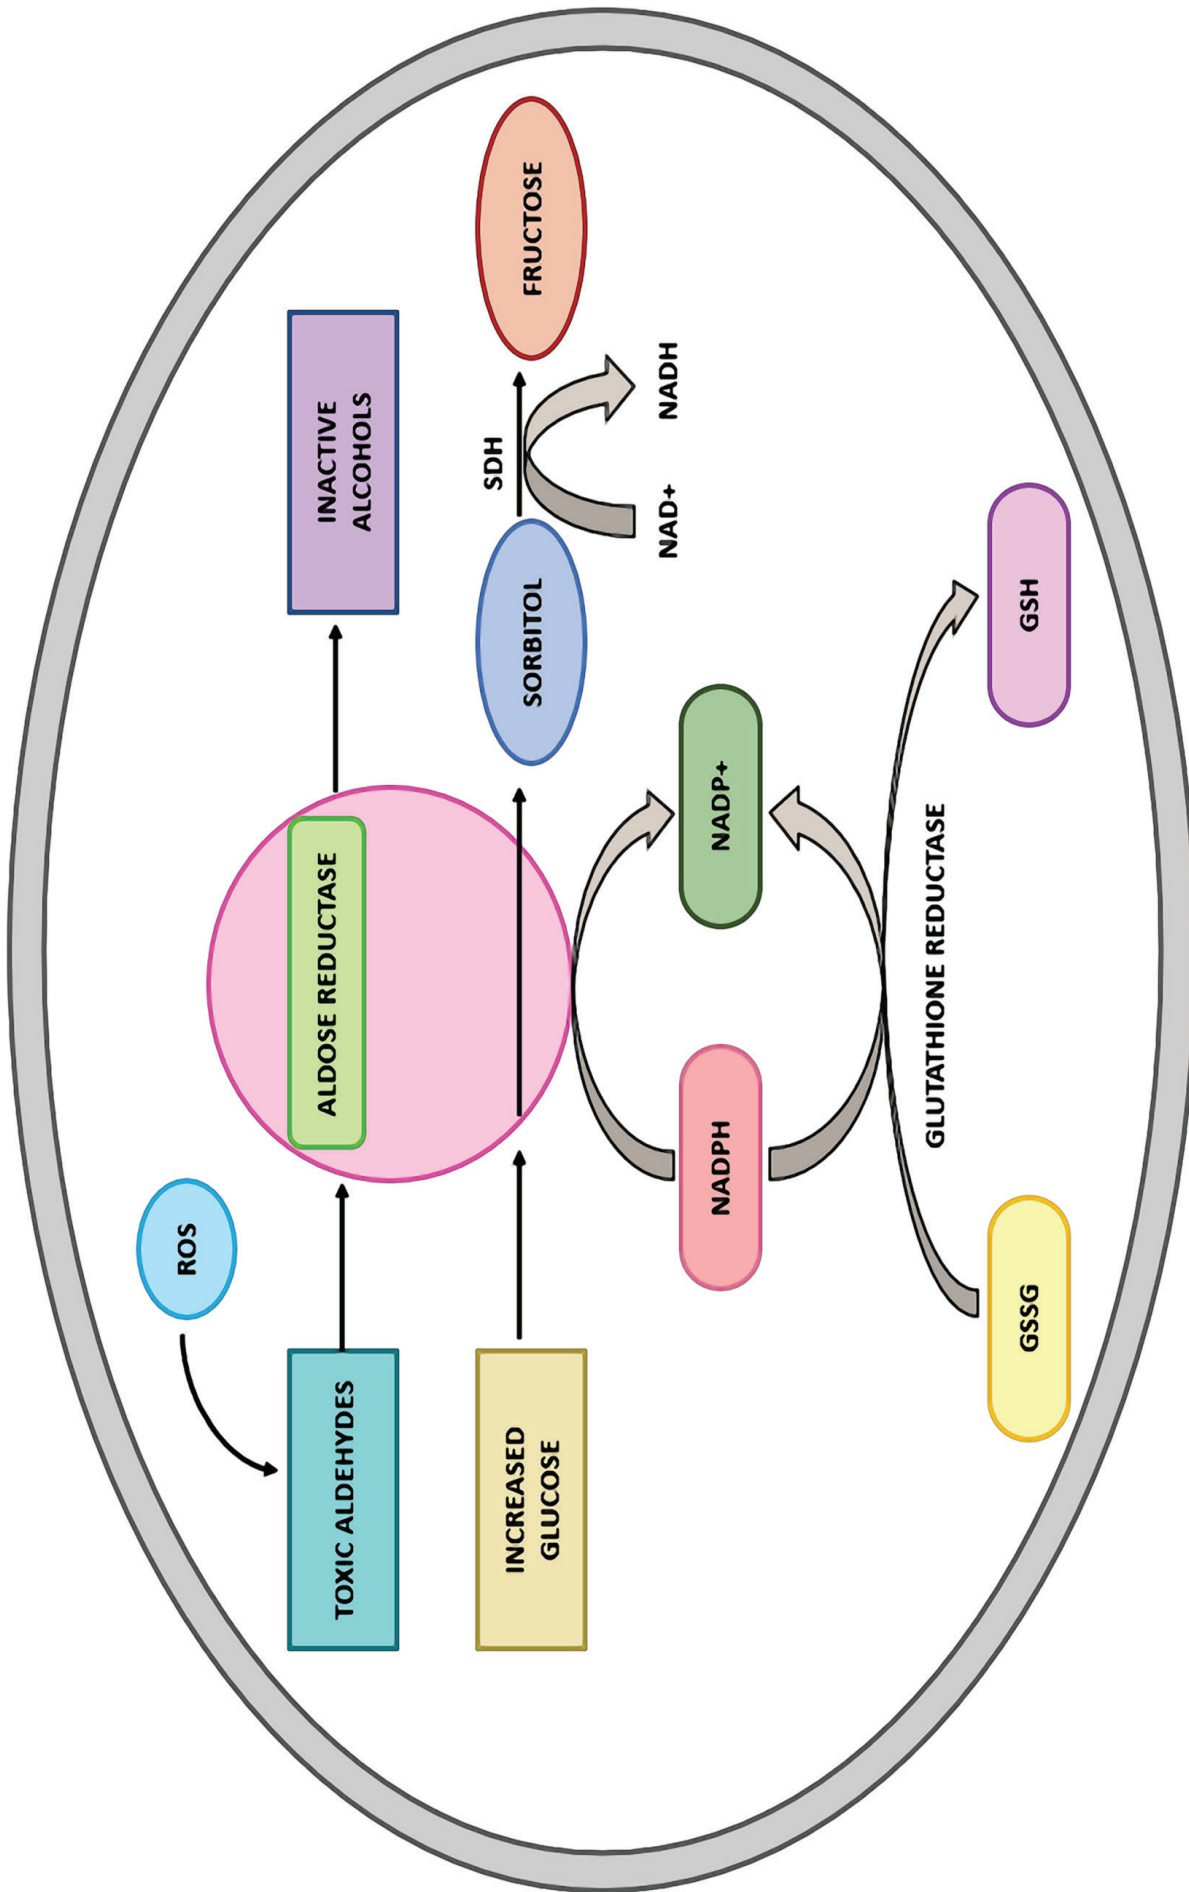 ROS
TOXIC ALDEHYDES
ALDOSE REDUCTASE
INACTIVE
ALCOHOLS
INCREASED
GLUCOSE
SORBITOL
SDH
FRUCTOSE
NAD+
NADH
NADPH
NADP+
GLUTATHIONE REDUCTASE
GSSG
GSH